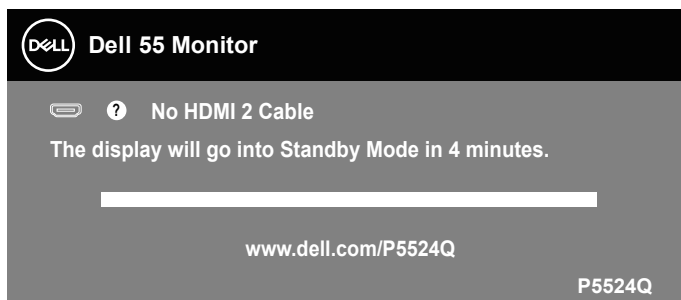 DELL Dell 55 Monitor
? No HDMI 2 Cable
The display will go into Standby Mode in 4 minutes.
www.dell.com/P5524Q
P5524Q